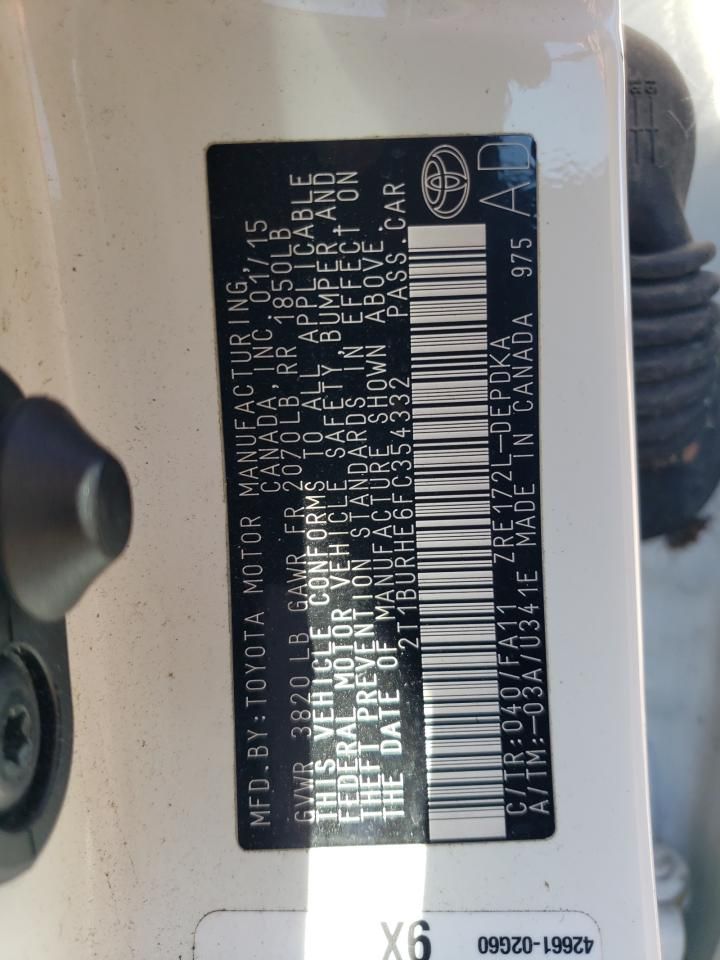 MFD.BY:TOYOTA MOTOR MANUFACTURING,
CANADA,INC.01/15
GVWR 3820 LB GAWR FR 2070LB,RR 1850LB
THIS VEHICLE CONFORMS TO ALL APPLICABLE
FEDERAL MOTOR VEHICLE SAFETY, BUMPER,AND
THEFT PREVENTION STANDARDS IN EFFECT ON
THE DATE OF MANUFACTURE SHOWN ABOVE.
2T1BURHE6FC354332 PASS.CAR
C/TR:040/FA11 ZRE172L-DEPDKA
A/TM:-03A/U341E MADE IN CANADA 975
AD
42661-02G60
9X